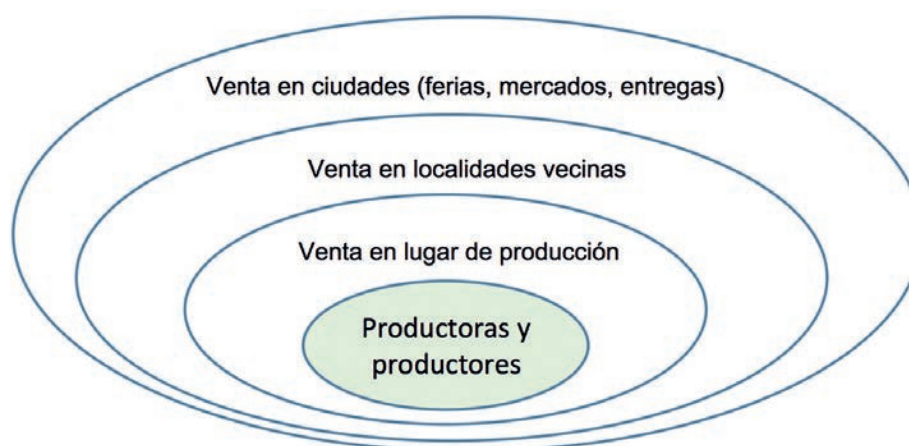 Venta en ciudades (ferias, mercados, entregas)
Venta en localidades vecinas
Venta en lugar de producción
Productoras y
productores